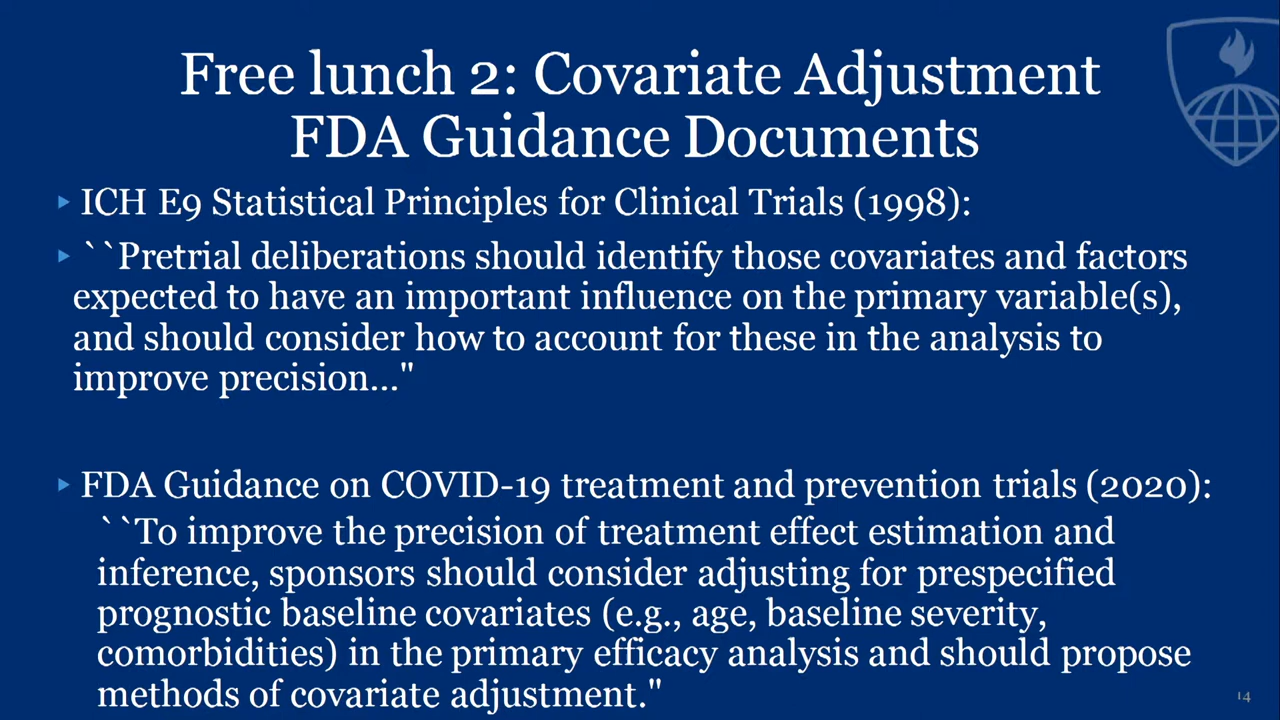 Free lunch 2: Covariate Adjustment
FDA Guidance Documents
ICH E9 Statistical Principles for Clinical Trials (1998):
``Pretrial deliberations should identify those covariates and factors
expected to have an important influence on the primary variable(s),
and should consider how to account for these in the analysis to
improve precision..."
FDA Guidance on COVID-19 treatment and prevention trials (2020):
``To improve the precision of treatment effect estimation and
inference, sponsors should consider adjusting for prespecified
prognostic baseline covariates (e.g., age, baseline severity,
comorbidities) in the primary efficacy analysis and should propose
methods of covariate adjustment."
14